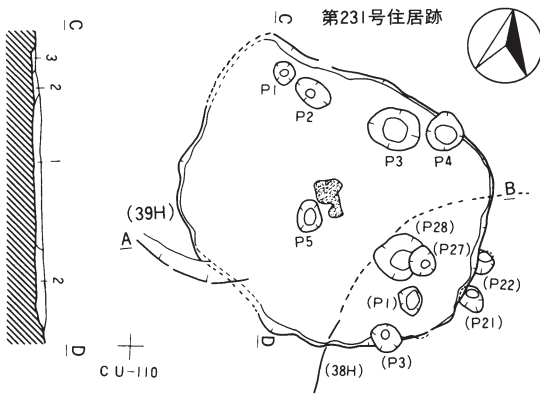 第231号住居跡
C
C
3
2
1
2
D
D
P1
P2
P3
P4
P5
B
(39H)
A
(P28)
(P27)
(P22)
(P1)
(P21)
(P3)
(38H)
CU-110